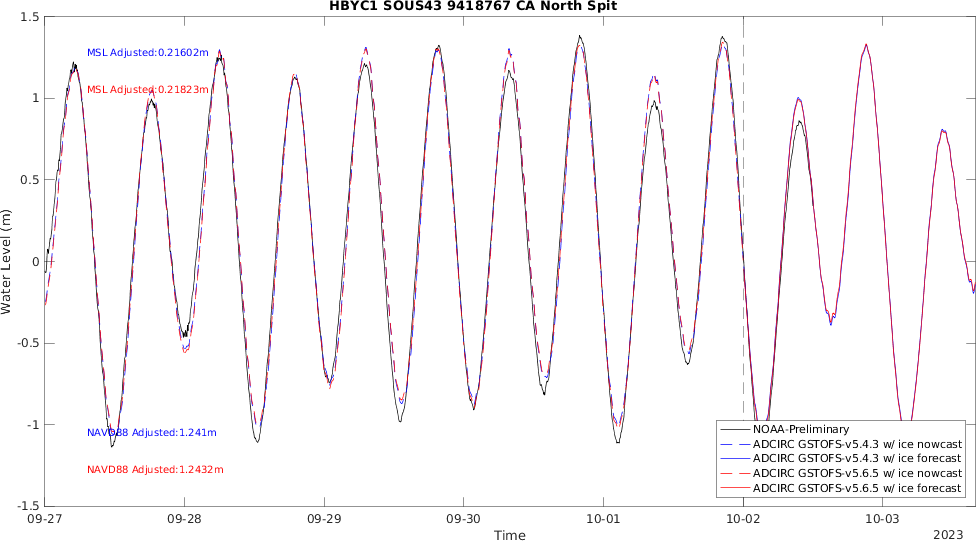 HBYC1 SOUS43 9418767 CA North Spit
1.5
MSL Adjusted:0.21602m
MSL Adjusted:0.21823m
1
0.5
0
-0.5
-1
-1.5
Water Level (m)
NAVD88 Adjusted:1.241m
NAVD88 Adjusted:1.2432m
NOAA-Preliminary
ADCIRC GSTOFS-v5.4.3 w/ ice nowcast
ADCIRC GSTOFS-v5.4.3 w/ ice forecast
ADCIRC GSTOFS-v5.6.5 w/ ice nowcast
ADCIRC GSTOFS-v5.6.5 w/ ice forecast
09-27 09-28 09-29 09-30 10-01 10-02 10-03
Time
2023